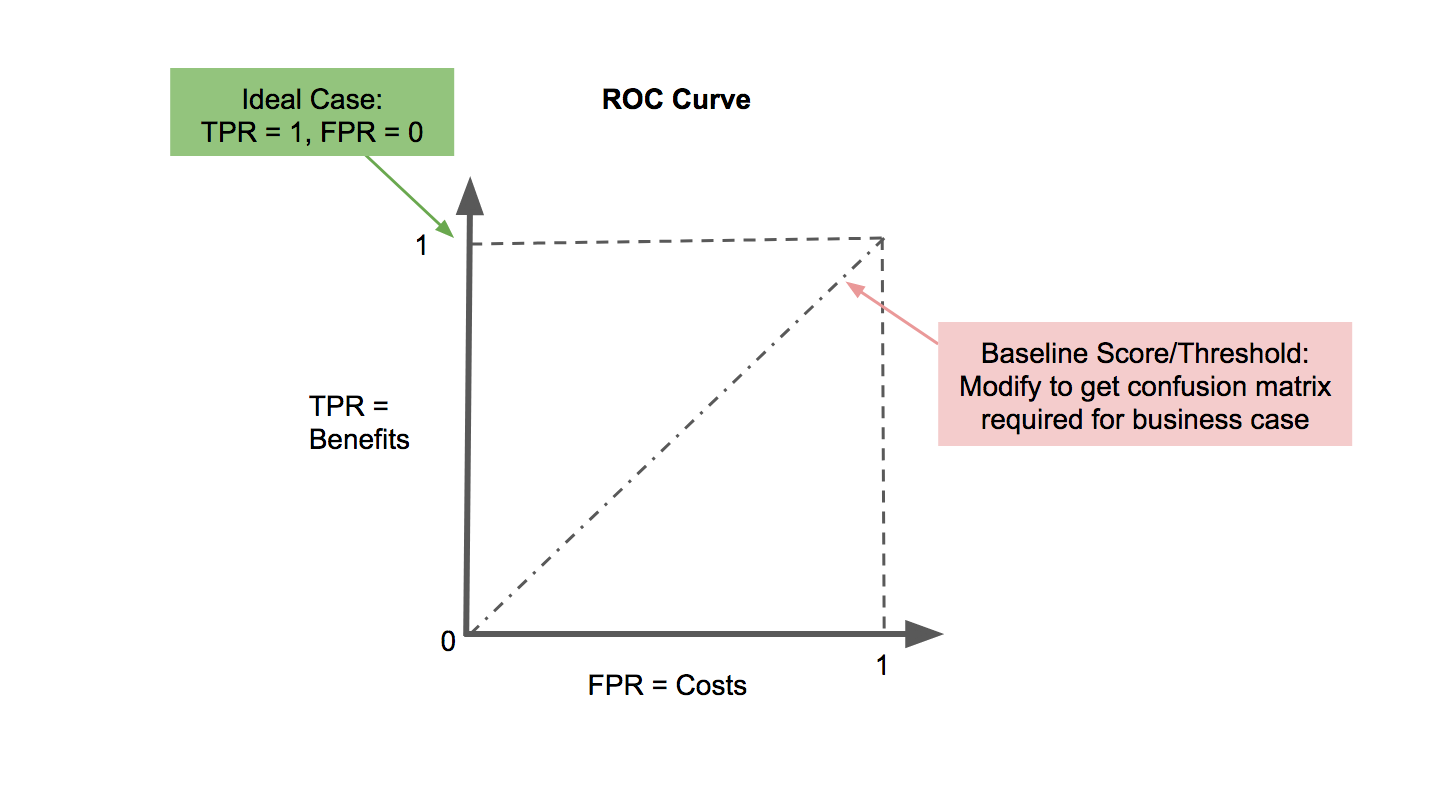 Ideal Case:
TPR = 1, FPR = 0
ROC Curve
1
TPR =
Benefits
Baseline Score/Threshold:
Modify to get confusion matrix
required for business case
0
1
FPR = Costs